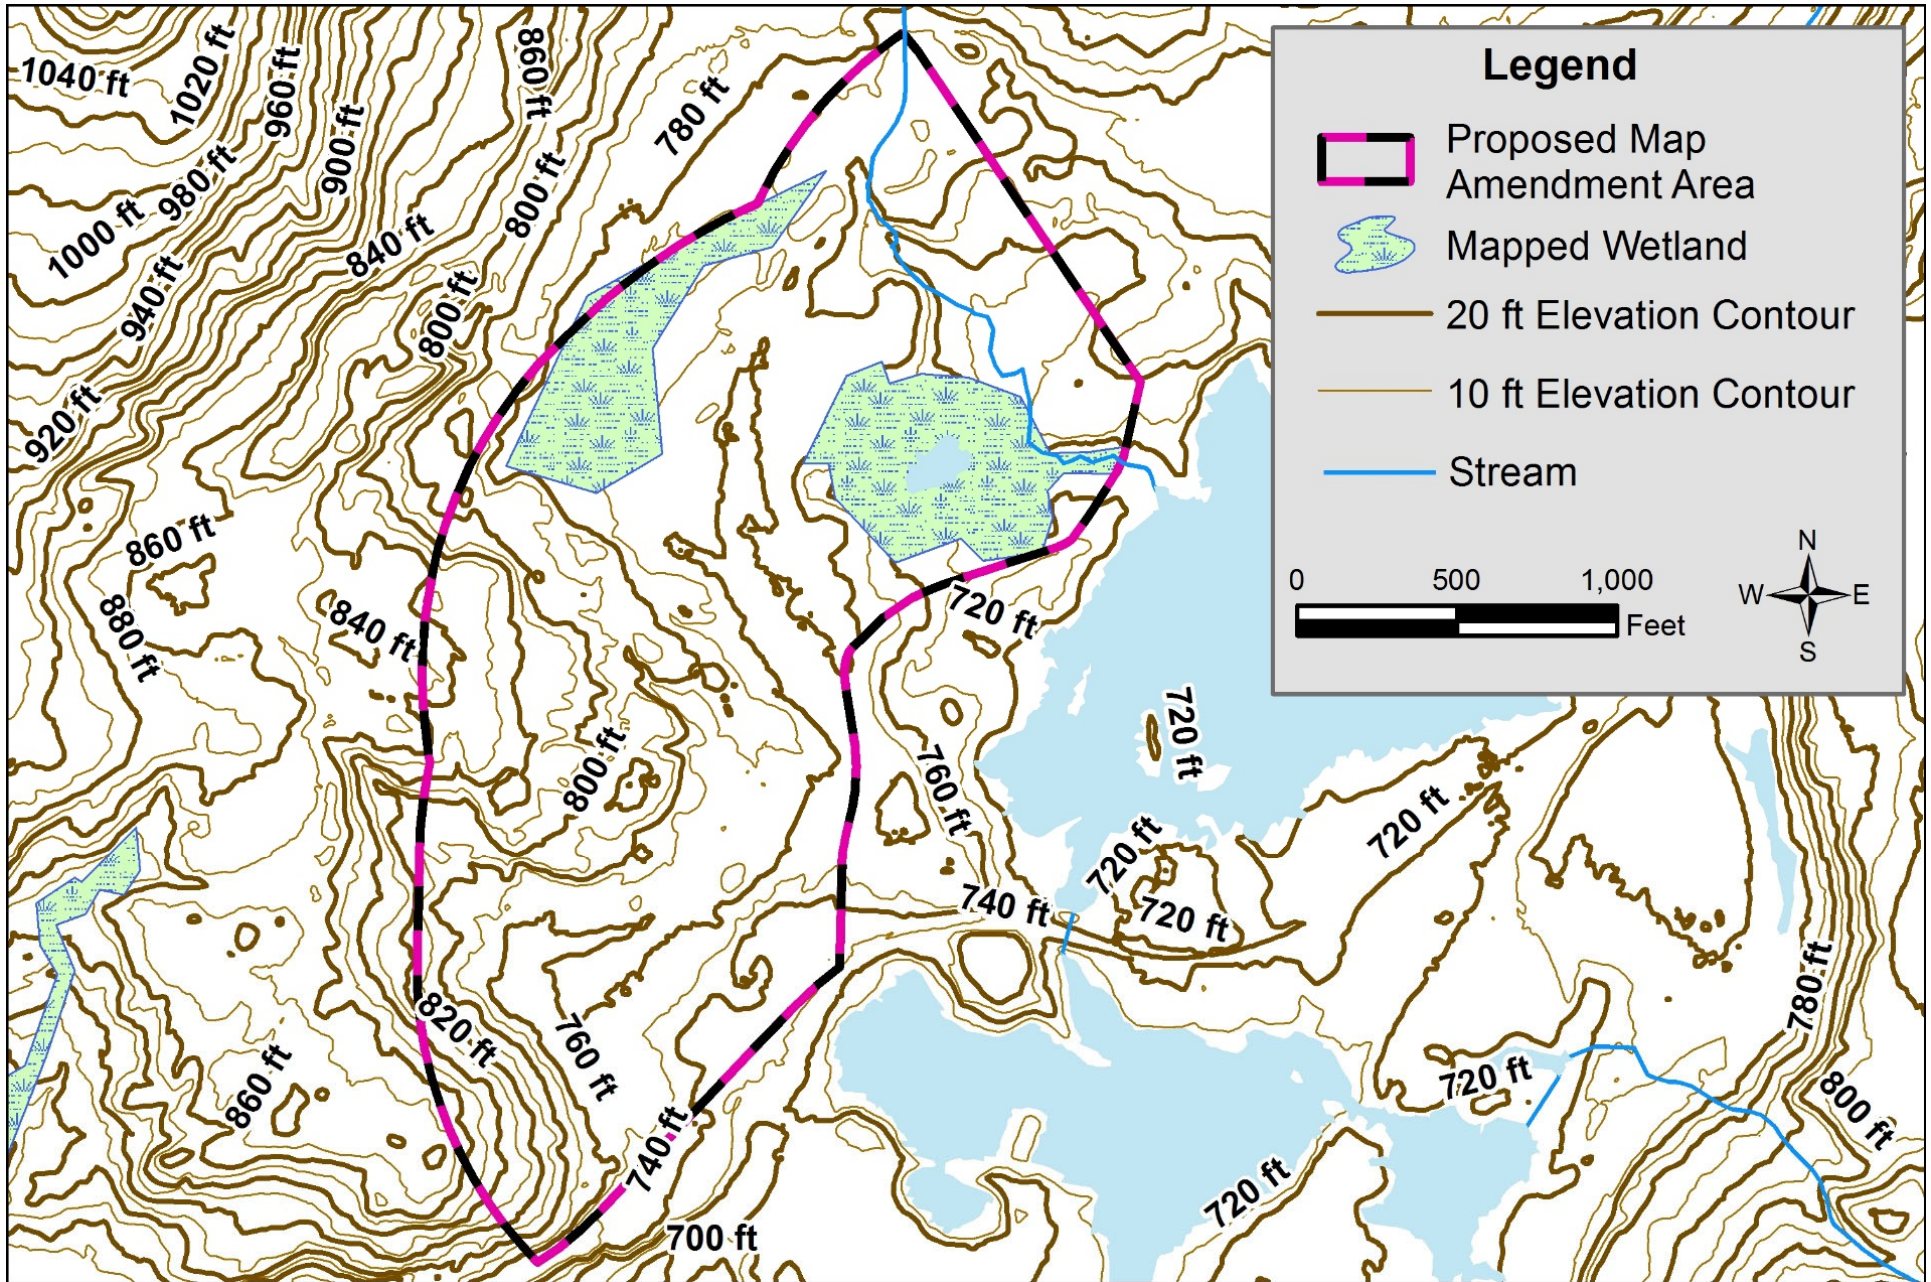 1040 ft
1020 ft
960 ft
900 ft
860 ft
780 ft
980 ft
1000 ft
800 ft
840 ft
940 ft
800 ft
920 ft
860 ft
880 ft
840 ft
720 ft
720 ft
800 ft
760 ft
720 ft
720 ft
740 ft
720 ft
820 ft
760 ft
860 ft
740 ft
700 ft
720 ft
720 ft
780 ft
800 ft
Legend
Proposed Map
Amendment Area
Mapped Wetland
20 ft Elevation Contour
10 ft Elevation Contour
Stream
0 500 1,000
Feet
N
W E
S